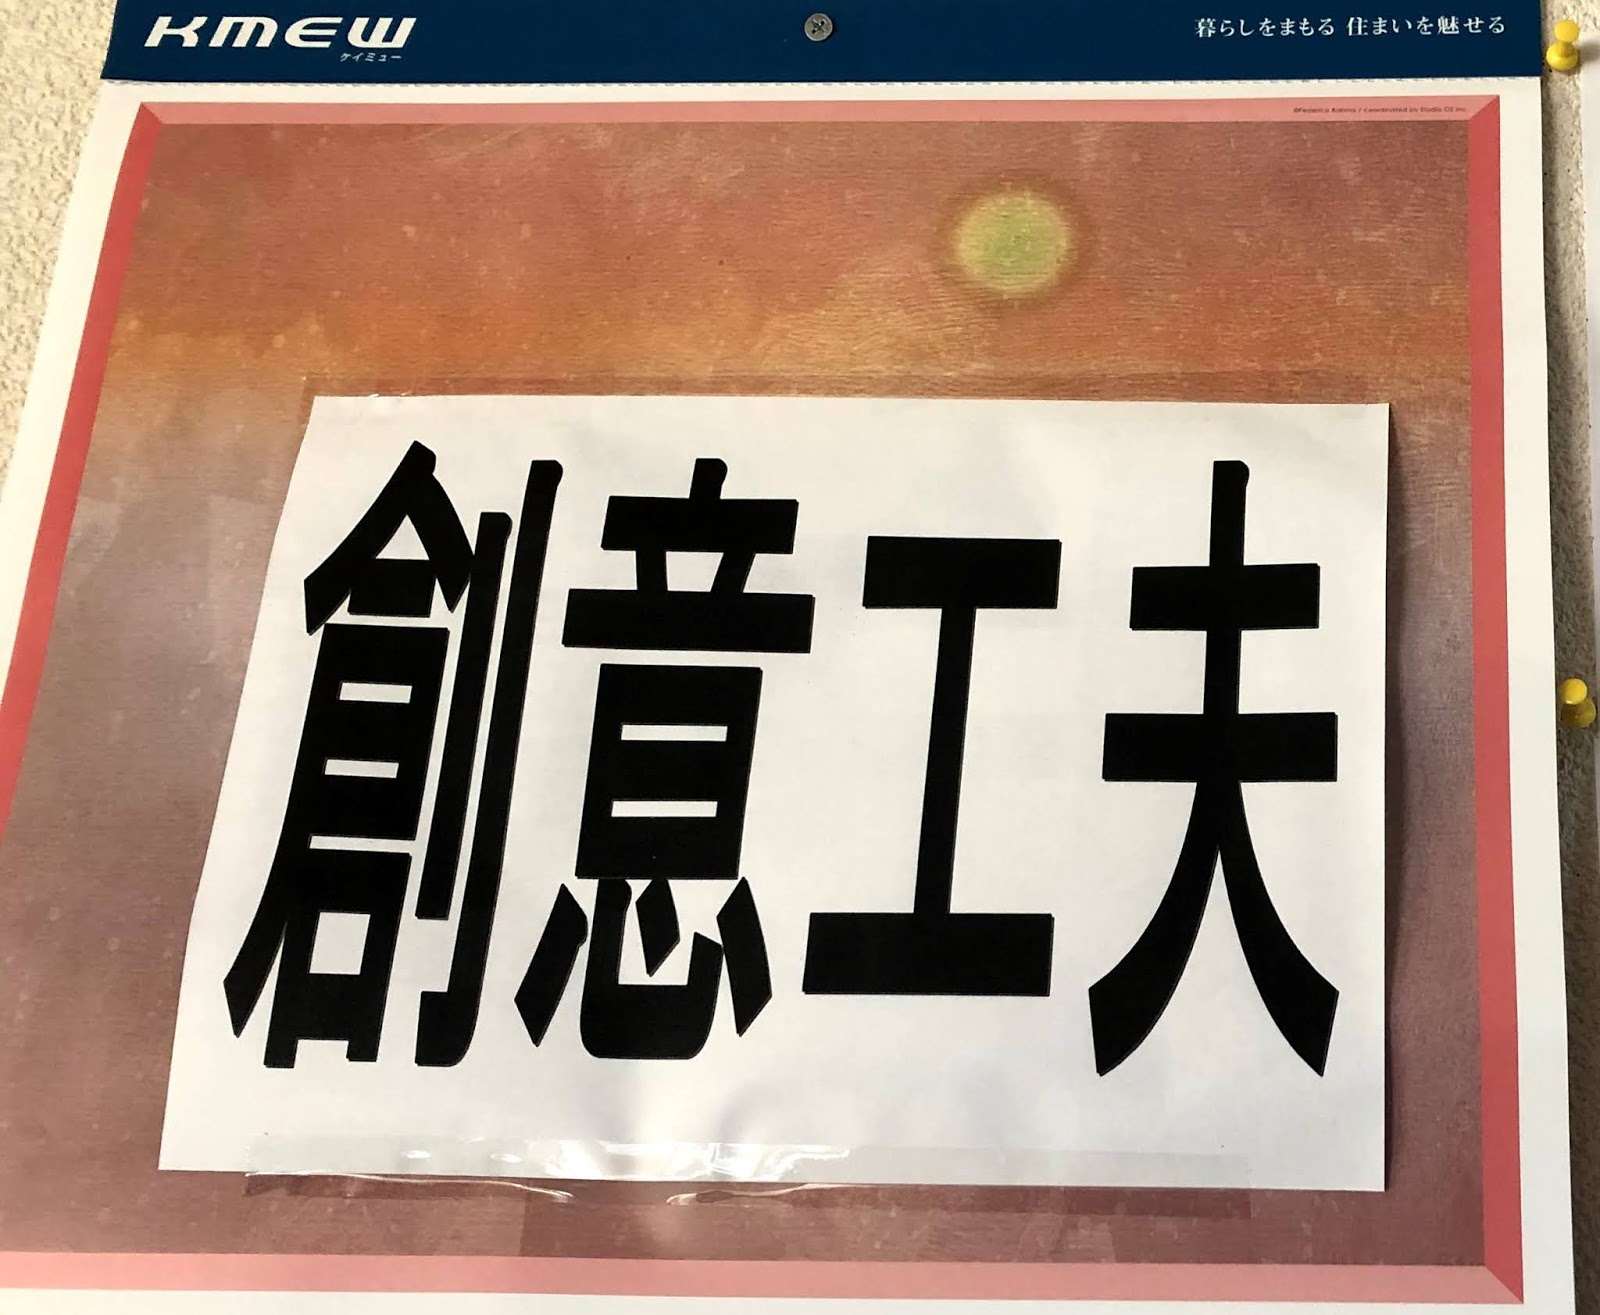 KMEW
ケイミュー
暮らしをまもる 住まいを魅せる
創意工夫